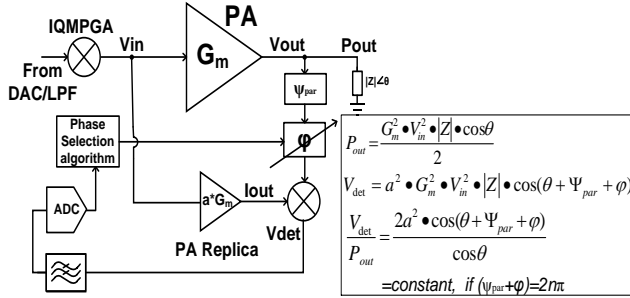 PA
IQMPGA
Vin
Gm
Vout
Pout
From
DAC/LPF
|Z|∠θ
Ψpar
Phase
Selection
algorithm
φ
ADC
a*Gm
Iout
Vdet
PA Replica
Pout = Gm²•Vin²•|Z|•cosθ / 2
Vdet = a²•Gm²•Vin²•|Z|•cos(θ+Ψpar+φ)
Vdet / Pout = 2a²•cos(θ+Ψpar+φ) / cosθ
=constant, if (ψpar+φ)=2nπ